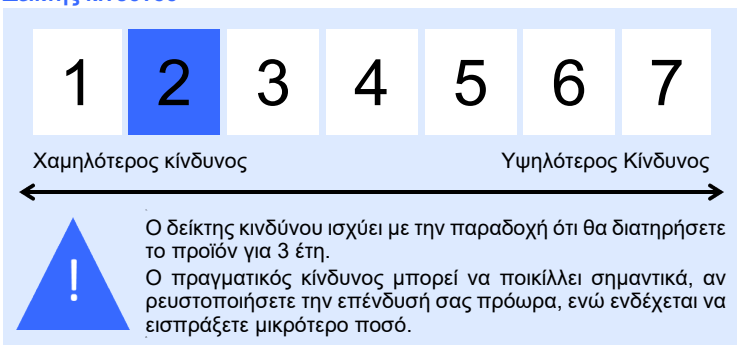 1 2 3 4 5 6 7
Χαμηλότερος κίνδυνος Υψηλότερος Κίνδυνος
Ο δείκτης κινδύνου ισχύει με την παραδοχή ότι θα διατηρήσετε
το προϊόν για 3 έτη.
Ο πραγματικός κίνδυνος μπορεί να ποικίλλει σημαντικά, αν
ρευστοποιήσετε την επένδυσή σας πρόωρα, ενώ ενδέχεται να
εισπράξετε μικρότερο ποσό.
!